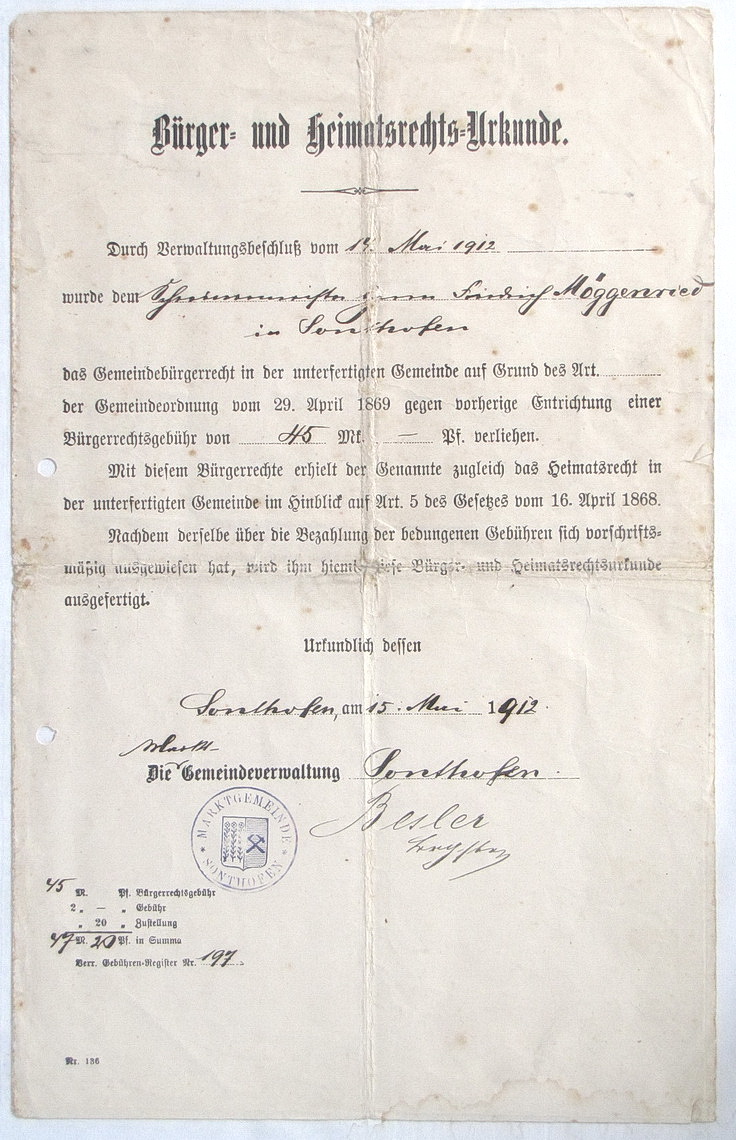 Bürger- und Heimatsrechts-Urkunde.
Durch Verwaltungsbeschluß vom 14. Mai 1912
wurde dem Schreinermeister Herrn Friedrich Möggenried
in Sonthofen
das Gemeindebürgerrecht in der unterfertigten Gemeinde auf Grund des Art.
der Gemeindeordnung vom 29. April 1869 gegen vorherige Entrichtung einer
Bürgerrechtsgebühr von 45 Mk. — Pf. verliehen.
Mit diesem Bürgerrechte erhielt der Genannte zugleich das Heimatsrecht in
der unterfertigten Gemeinde im Hinblick auf Art. 5 des Gesetzes vom 16. April 1868.
Nachdem derselbe über die Bezahlung der bedungenen Gebühren sich vorschrifts-
mäßig ausgewiesen hat, wird ihm hiemit diese Bürger- und Heimatsrechtsurkunde
ausgefertigt.
Urkundlich dessen
Sonthofen, am 15. Mai 1912.
Markt-
Die Gemeindeverwaltung Sonthofen.
MARKTGEMEINDE SONTHOFEN
Besler
45 M. Pf. Bürgerrechtsgebühr
2 „ — „ Gebühr
„ 20 „ Zustellung
47 M. 20 Pf. in Summa
Verr. Gebühren-Register Nr. 197
Nr. 136